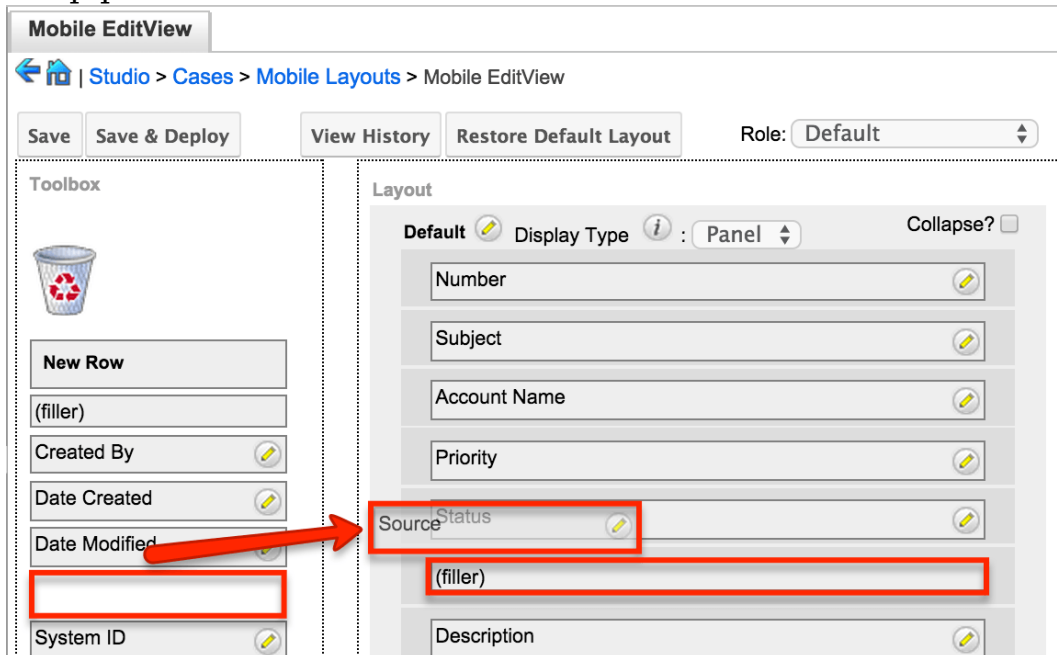 Mobile EditView
| Studio > Cases > Mobile Layouts > Mobile EditView
Save Save & Deploy View History Restore Default Layout Role: Default
Toolbox
Layout
Default Display Type i : Panel Collapse?
Number
Subject
New Row
Account Name
(filler)
Created By
Priority
Date Created
Source Status
Date Modified
(filler)
System ID
Description